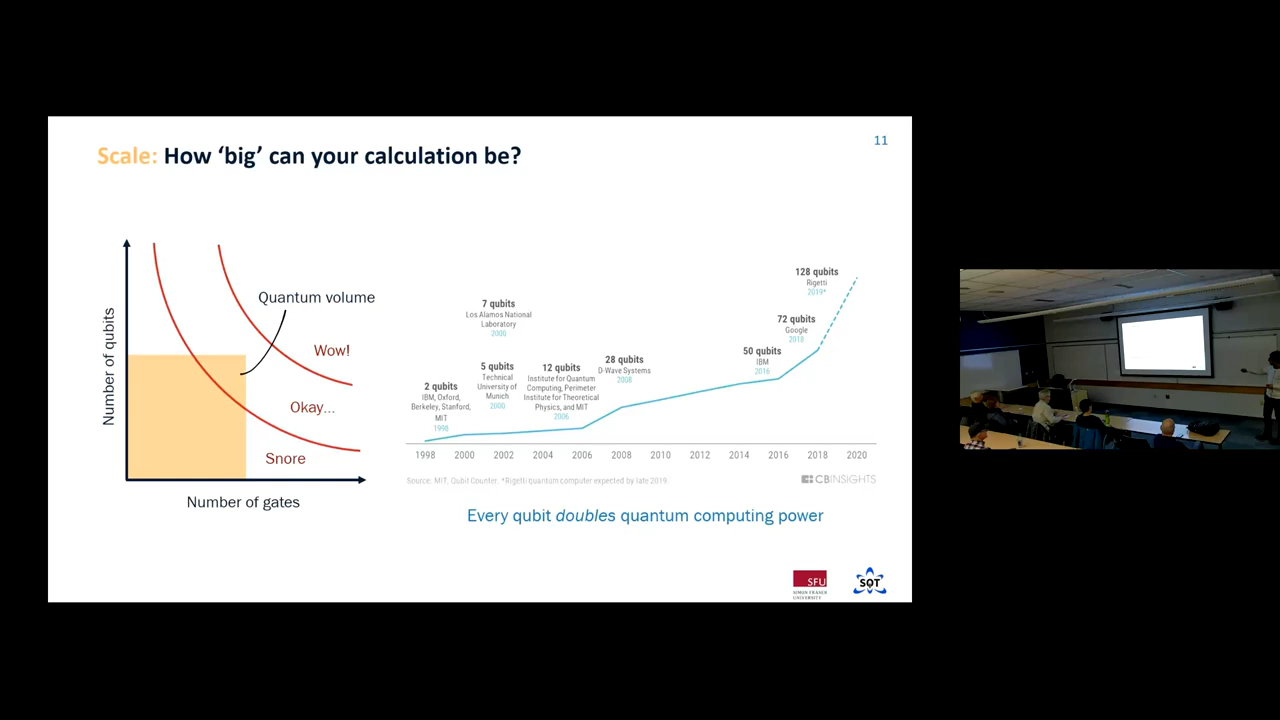 Scale: How ‘big’ can your calculation be?
11
Number of qubits
Quantum volume
Wow!
Okay...
Snore
Number of gates
2 qubits
IBM, Oxford,
Berkeley, Stanford,
MIT
1998
7 qubits
Los Alamos National
Laboratory
2000
5 qubits
Technical
University of
Munich
2000
12 qubits
Institute for Quantum
Computing, Perimeter
Institute for Theoretical
Physics, and MIT
2006
28 qubits
D-Wave Systems
2008
50 qubits
IBM
2016
72 qubits
Google
2018
128 qubits
Rigetti
2019*
1998 2000 2002 2004 2006 2008 2010 2012 2014 2016 2018 2020
Source: MIT, Qubit Counter. *Rigetti quantum computer expected by late 2019.
CBINSIGHTS
Every qubit doubles quantum computing power
SFU
SIMON FRASER
UNIVERSITY
SQT